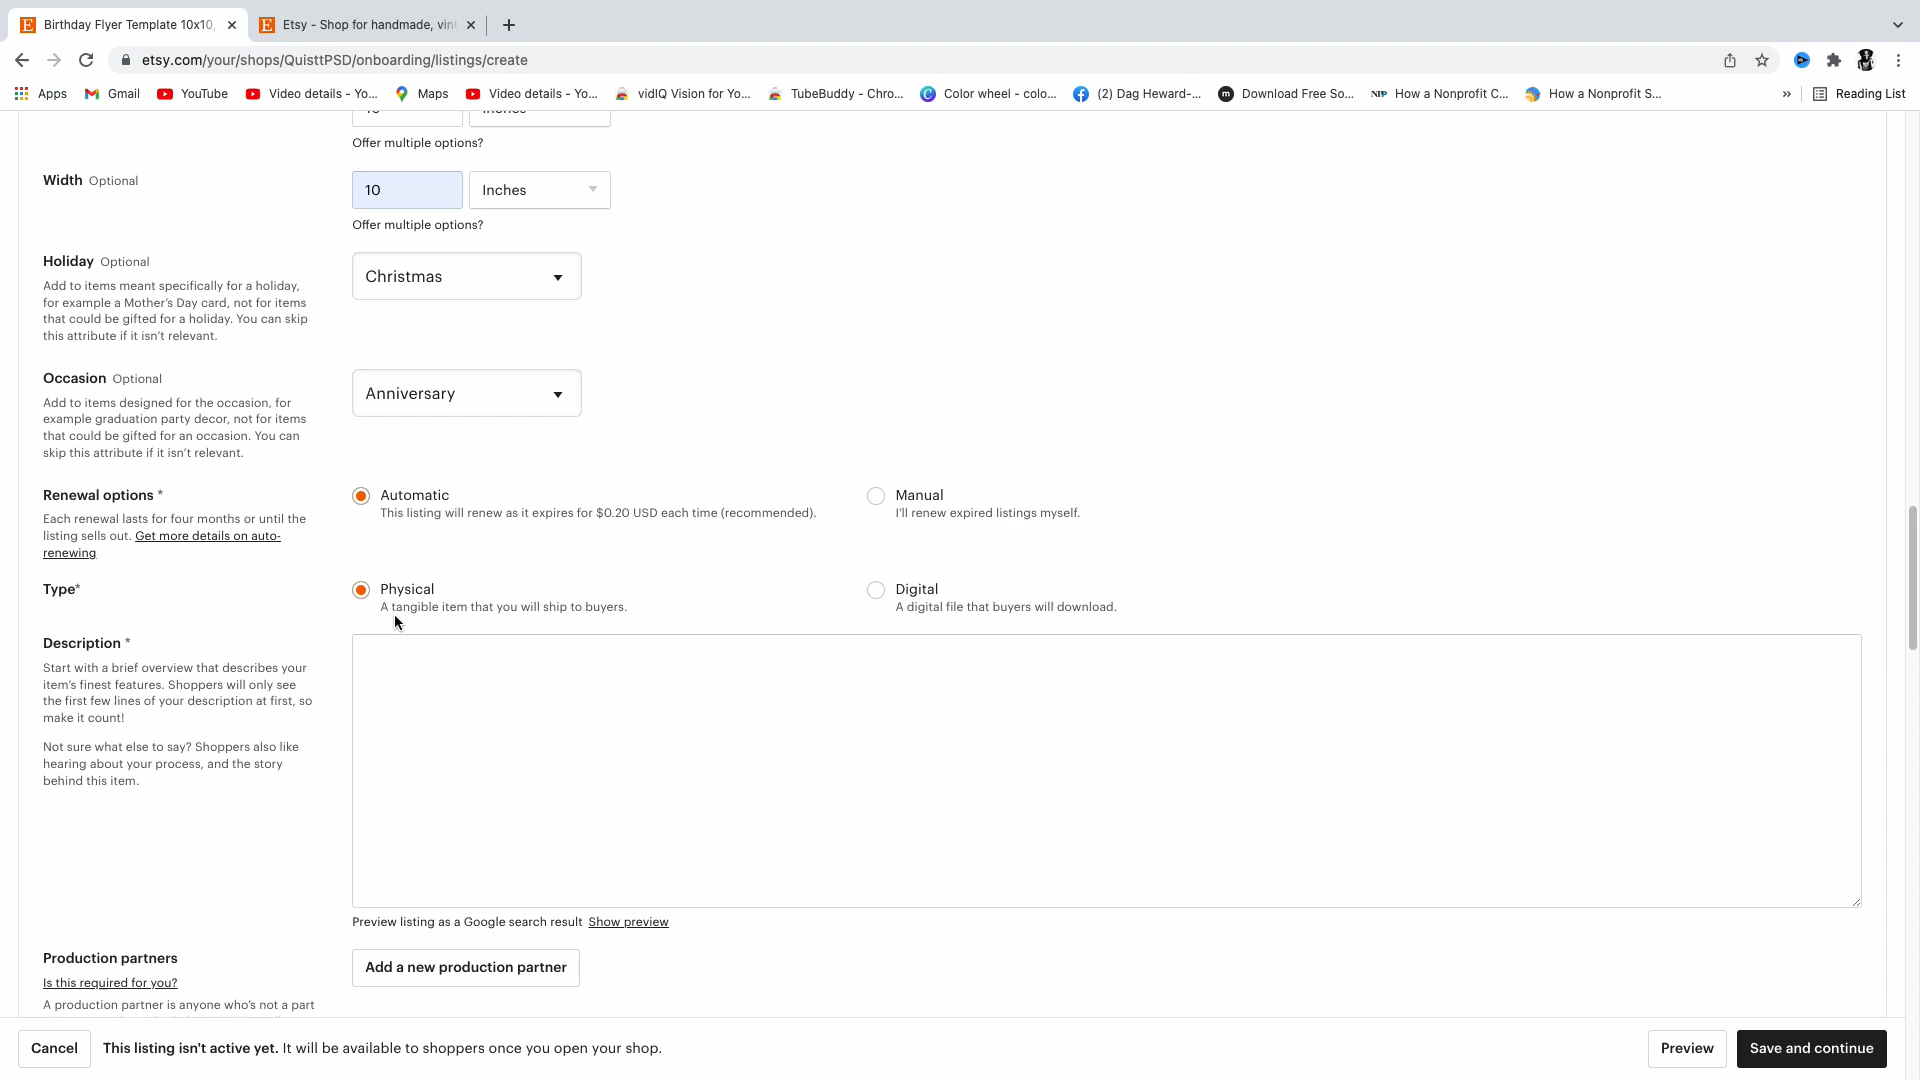 Birthday Flyer Template 10x10,
Etsy - Shop for handmade, vint
etsy.com/your/shops/QuisttPSD/onboarding/listings/create
Apps
Gmail
YouTube
Video details - Yo...
Maps
Video details - Yo...
vidIQ Vision for Yo...
TubeBuddy - Chro...
Color wheel - colo...
(2) Dag Heward-...
Download Free So...
How a Nonprofit C...
How a Nonprofit S...
»
Reading List
Offer multiple options?
Width Optional
10
Inches
Offer multiple options?
Holiday Optional
Add to items meant specifically for a holiday,
for example a Mother's Day card, not for items
that could be gifted for a holiday. You can skip
this attribute if it isn't relevant.
Christmas
Occasion Optional
Add to items designed for the occasion, for
example graduation party decor, not for items
that could be gifted for an occasion. You can
skip this attribute if it isn't relevant.
Anniversary
Renewal options *
Each renewal lasts for four months or until the
listing sells out. Get more details on auto-
renewing
Automatic
This listing will renew as it expires for $0.20 USD each time (recommended).
Manual
I'll renew expired listings myself.
Type*
Physical
A tangible item that you will ship to buyers.
Digital
A digital file that buyers will download.
Description *
Start with a brief overview that describes your
item's finest features. Shoppers will only see
the first few lines of your description at first, so
make it count!
Not sure what else to say? Shoppers also like
hearing about your process, and the story
behind this item.
Preview listing as a Google search result Show preview
Production partners
Is this required for you?
A production partner is anyone who's not a part
Add a new production partner
Cancel
This listing isn't active yet. It will be available to shoppers once you open your shop.
Preview
Save and continue